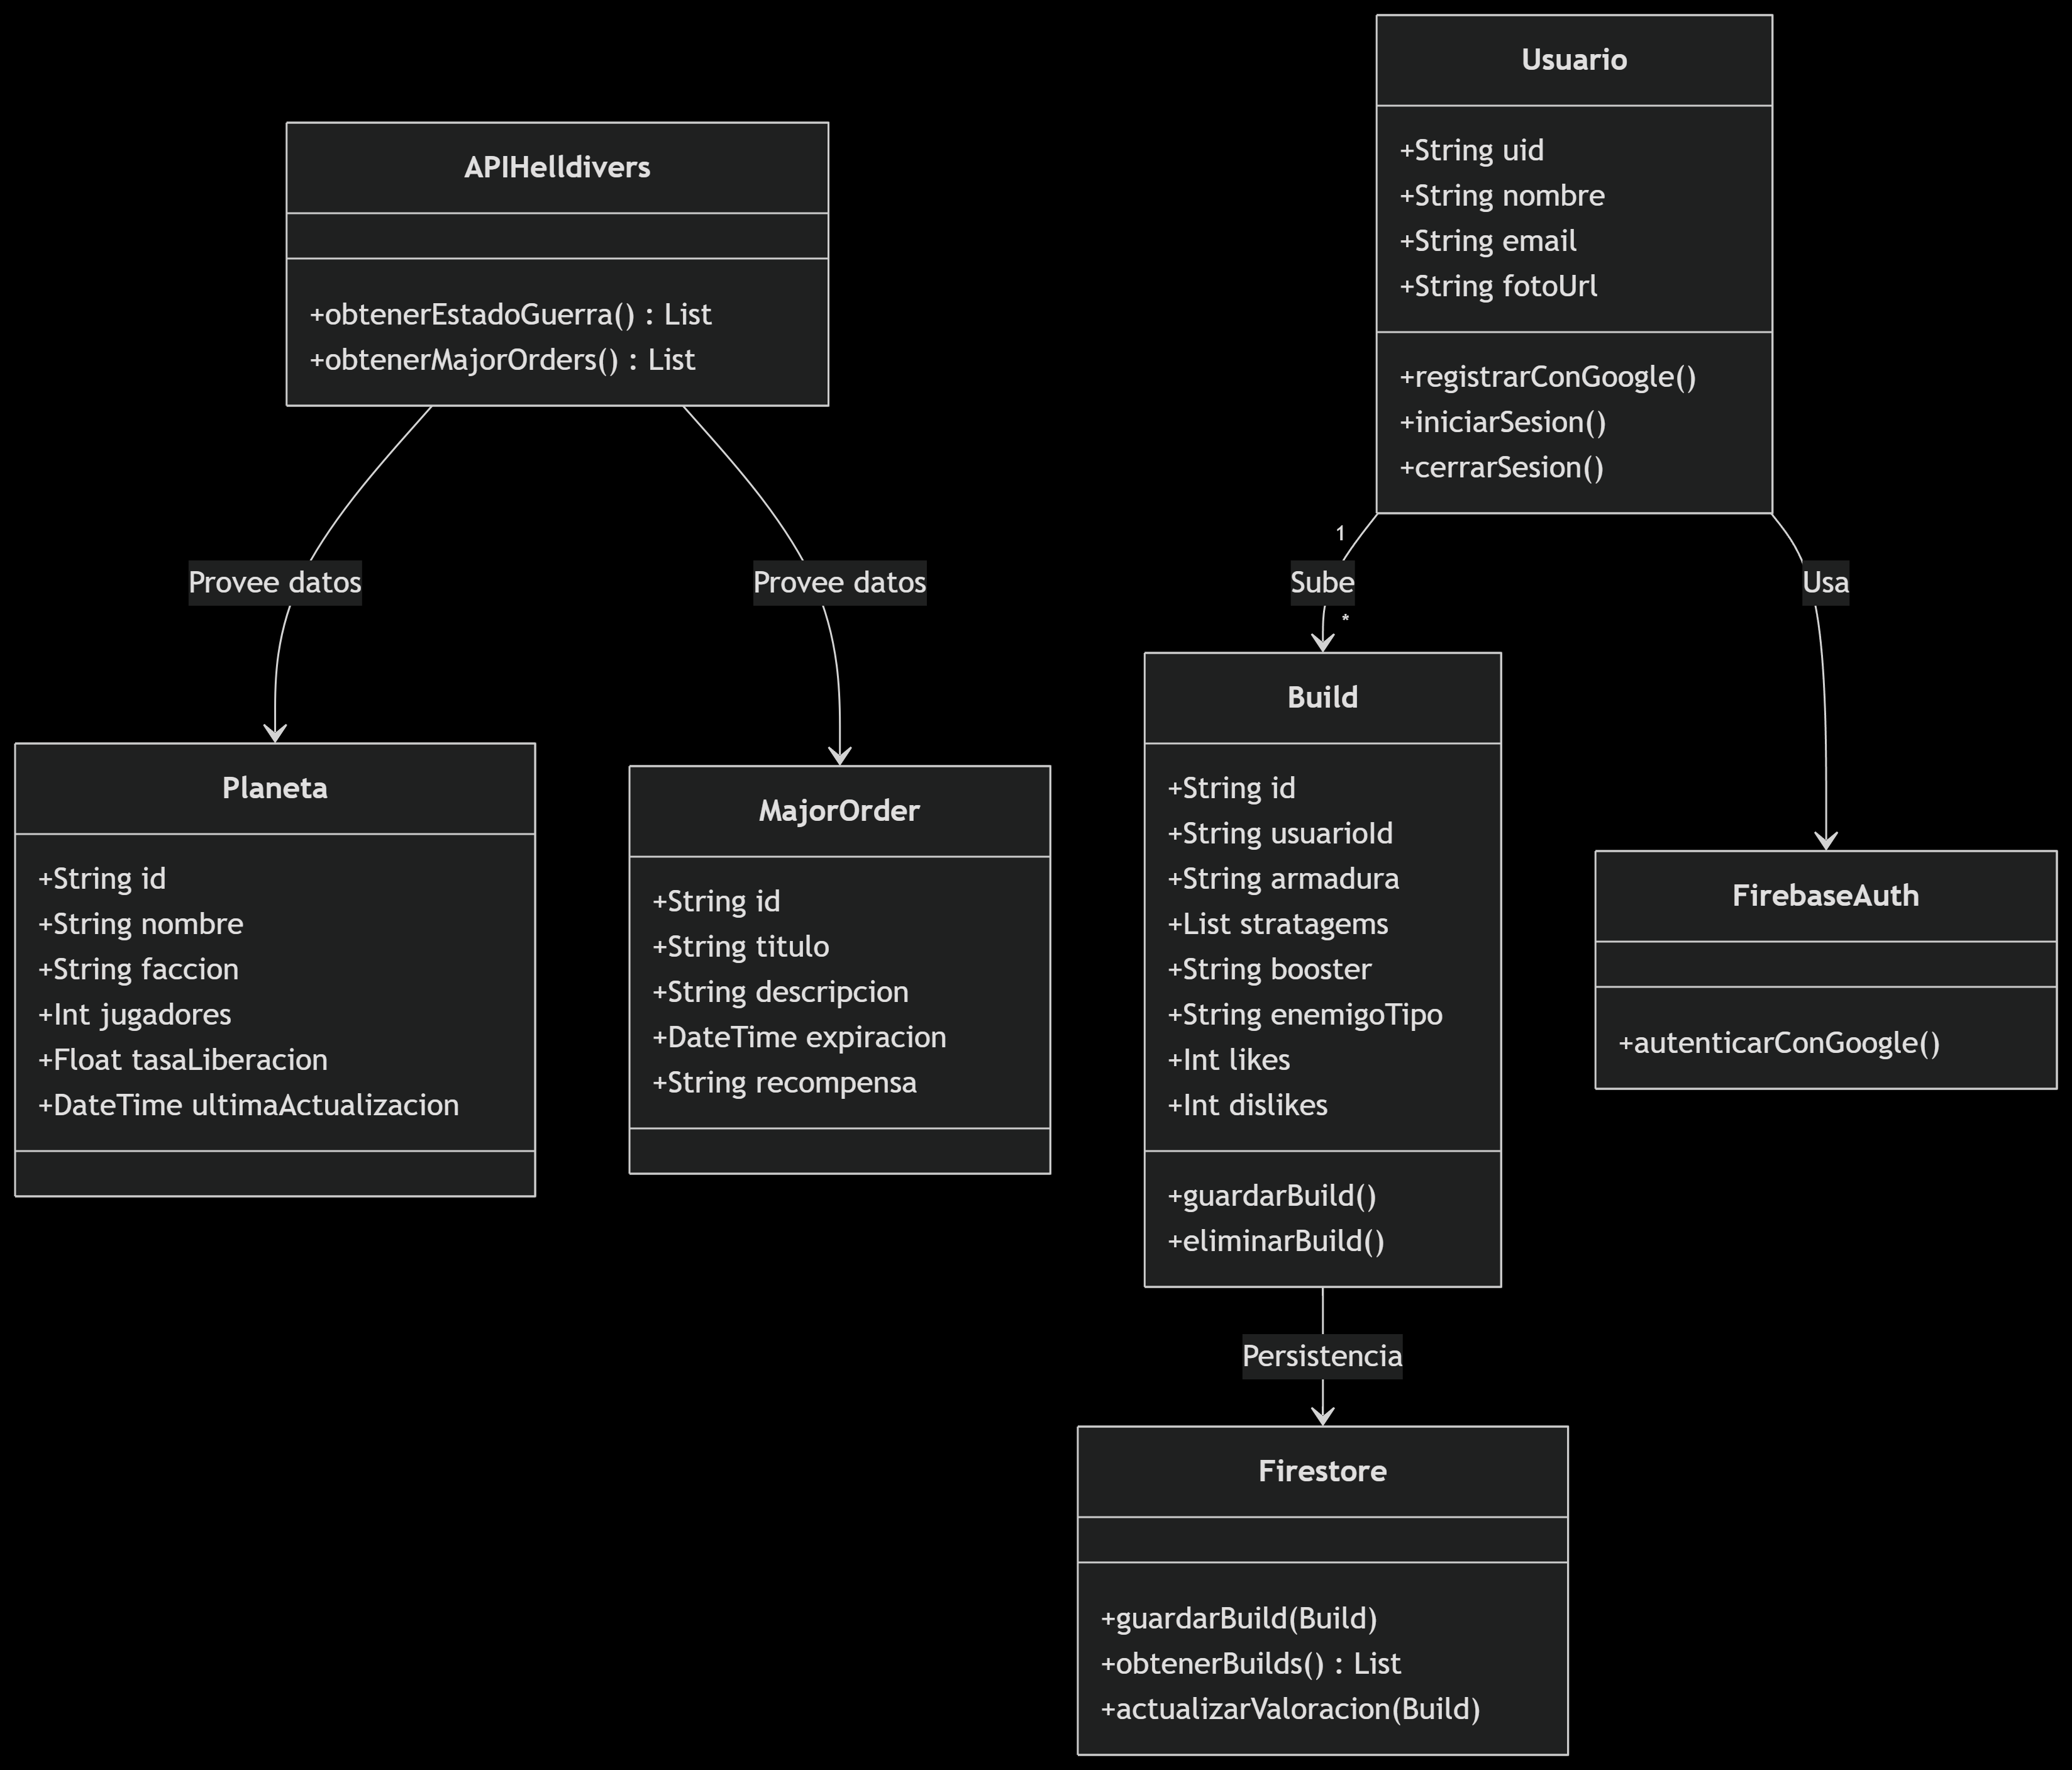 APIHelldivers
+obtenerEstadoGuerra() : List
+obtenerMajorOrders() : List
Usuario
+String uid
+String nombre
+String email
+String fotoUrl
+registrarConGoogle()
+iniciarSesion()
+cerrarSesion()
Provee datos
Provee datos
1
Sube
*
Usa
Planeta
+String id
+String nombre
+String faccion
+Int jugadores
+Float tasaLiberacion
+DateTime ultimaActualizacion
MajorOrder
+String id
+String titulo
+String descripcion
+DateTime expiracion
+String recompensa
Build
+String id
+String usuarioId
+String armadura
+List stratagems
+String booster
+String enemigoTipo
+Int likes
+Int dislikes
+guardarBuild()
+eliminarBuild()
FirebaseAuth
+autenticarConGoogle()
Persistencia
Firestore
+guardarBuild(Build)
+obtenerBuilds() : List
+actualizarValoracion(Build)